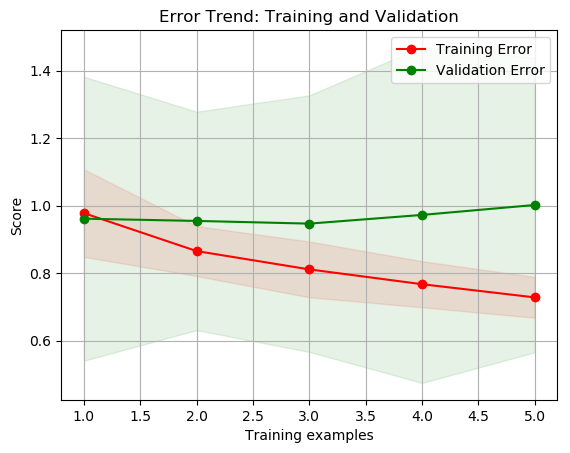 Error Trend: Training and Validation
Training Error
Validation Error
1.4
1.2
1.0
0.8
0.6
Score
1.0 1.5 2.0 2.5 3.0 3.5 4.0 4.5 5.0
Training examples